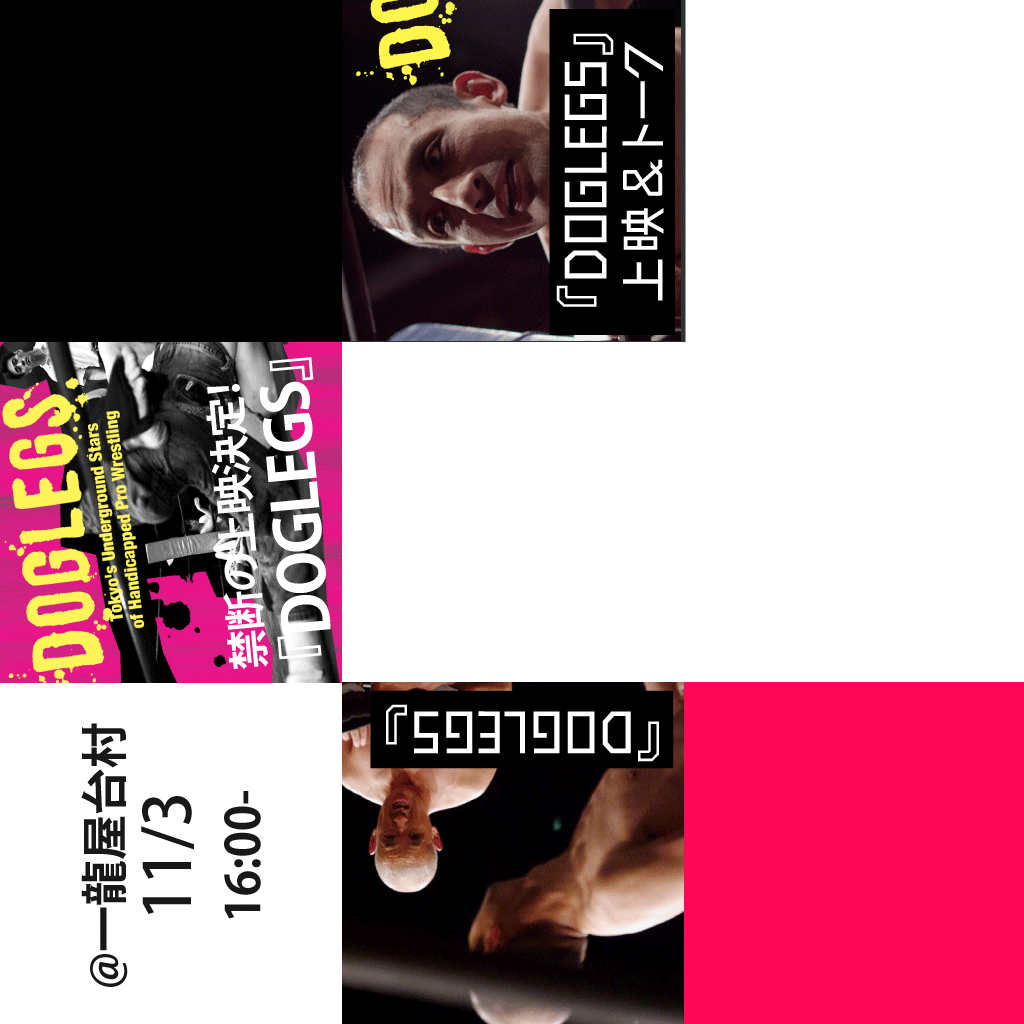 DO
『DOGLEGS』
上映 & トーク
DOGLEGS
Tokyo's Underground Stars
of Handicapped Pro Wrestling
禁断の上映決定!
『DOGLEGS』
@一龍屋台村
11/3
16:00-
『DOGLEGS』